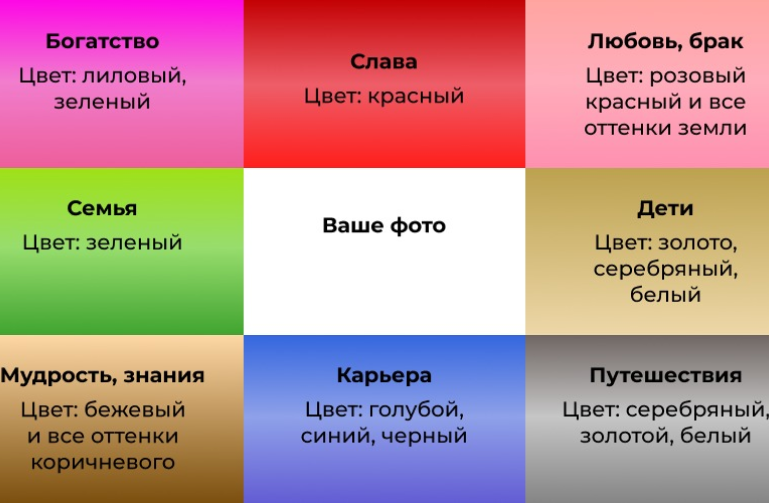 Богатство
Цвет: лиловый,
зеленый
Слава
Цвет: красный
Любовь, брак
Цвет: розовый
красный и все
оттенки земли
Семья
Цвет: зеленый
Ваше фото
Дети
Цвет: золото,
серебряный,
белый
Мудрость, знания
Цвет: бежевый
и все оттенки
коричневого
Карьера
Цвет: голубой,
синий, черный
Путешествия
Цвет: серебряный,
золотой, белый